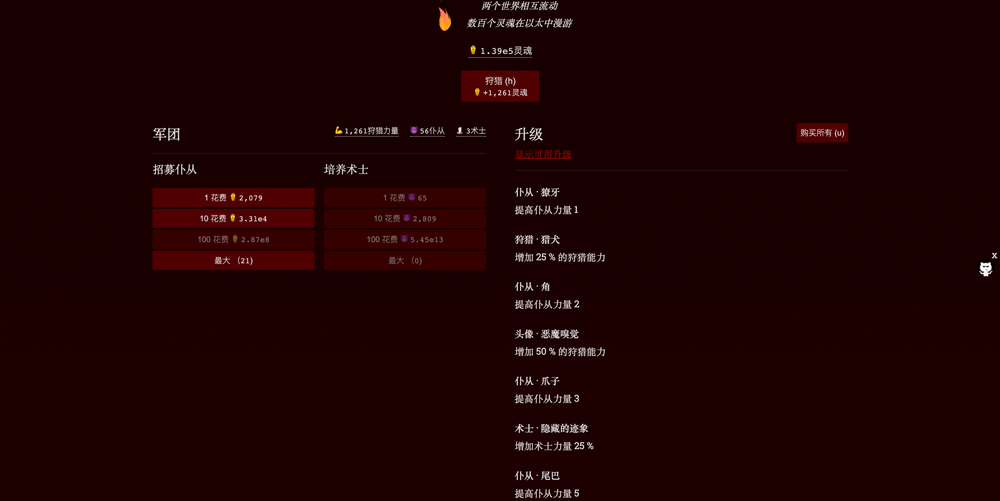 两个世界相互流动
数百个灵魂在以太中漫游
1.39e5灵魂
狩猎 (h)
+1,261灵魂
军团
1,261狩猎力量 56仆从 3术士
招募仆从
1 花费 2,079
10 花费 3.31e4
100 花费 2.87e8
最大 （21）
培养术士
1 花费 65
10 花费 2,809
100 花费 5.45e13
最大 （0）
升级
购买所有 (u)
显示可用升级
仆从 · 獠牙
提高仆从力量 1
狩猎 · 猎犬
增加 25 % 的狩猎能力
仆从 · 角
提高仆从力量 2
头像 · 恶魔嗅觉
增加 50 % 的狩猎能力
仆从 · 爪子
提高仆从力量 3
术士 · 隐藏的迹象
增加术士力量 25 %
仆从 · 尾巴
提高仆从力量 5
x